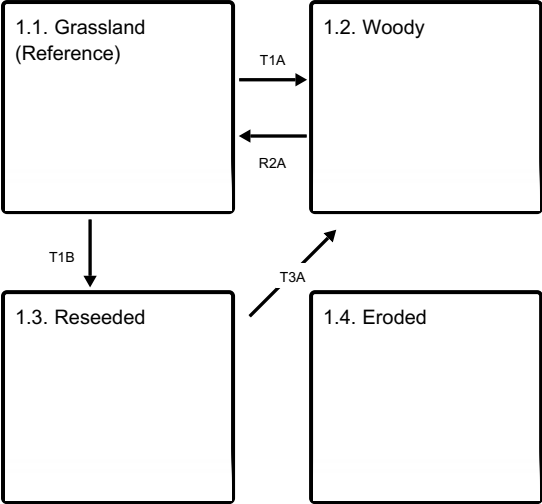 1.1. Grassland
(Reference)
1.2. Woody
T1A
R2A
T1B
T3A
1.3. Reseeded
1.4. Eroded